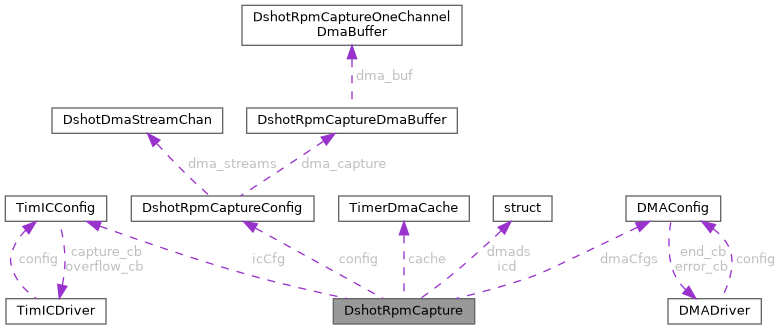 DshotRpmCaptureOneChannel
DmaBuffer
dma_buf
DshotDmaStreamChan
DshotRpmCaptureDmaBuffer
dma_streams
dma_capture
TimICConfig
DshotRpmCaptureConfig
TimerDmaCache
struct
DMAConfig
config
capture_cb
overflow_cb
icCfg
config
cache
dmads
icd
dmaCfgs
end_cb
error_cb
config
TimICDriver
DshotRpmCapture
DMADriver